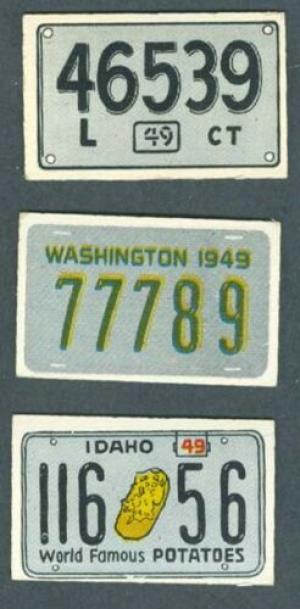 46539
L 49 CT
WASHINGTON 1949
77789
IDAHO 49
116 56
World Famous POTATOES